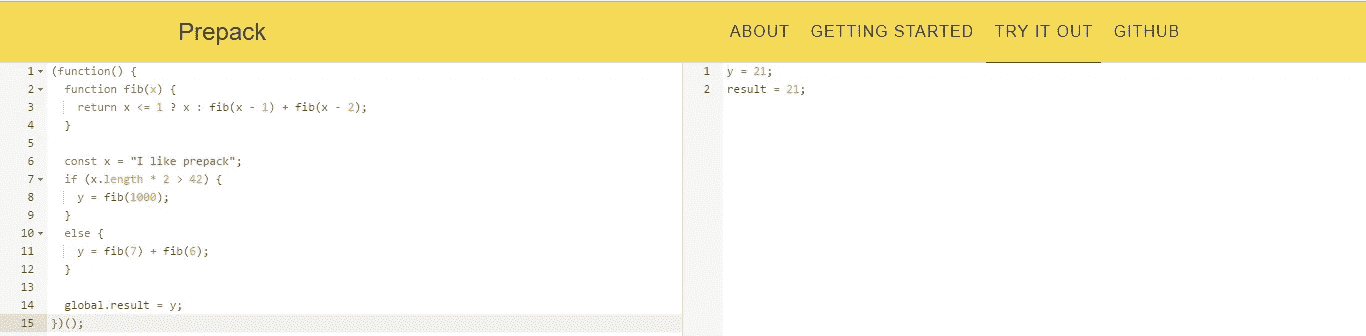 Prepack ABOUT GETTING STARTED TRY IT OUT GITHUB
1 (function() {
2 function fib(x) {
3 return x <= 1 ? x : fib(x - 1) + fib(x - 2);
4 }
5
6 const x = "I like prepack";
7 if (x.length * 2 > 42) {
8 y = fib(1000);
9 }
10 else {
11 y = fib(7) + fib(6);
12 }
13
14 global.result = y;
15 })();
1 y = 21;
2 result = 21;